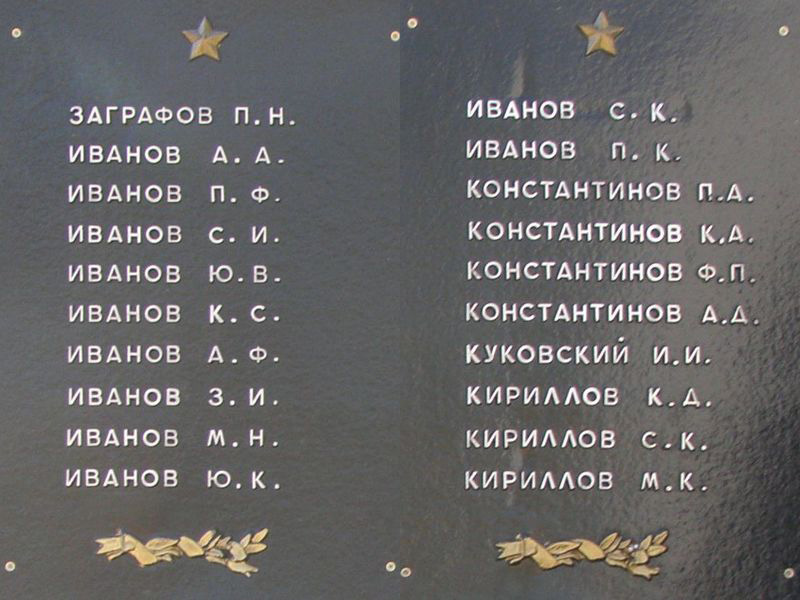 ЗАГРАФОВ П.Н.
ИВАНОВ А.А.
ИВАНОВ П.Ф.
ИВАНОВ С.И.
ИВАНОВ Ю.В.
ИВАНОВ К.С.
ИВАНОВ А.Ф.
ИВАНОВ З.И.
ИВАНОВ М.Н.
ИВАНОВ Ю.К.
ИВАНОВ С.К.
ИВАНОВ П.К.
КОНСТАНТИНОВ П.А.
КОНСТАНТИНОВ К.А.
КОНСТАНТИНОВ Ф.П.
КОНСТАНТИНОВ А.Д.
КУКОВСКИЙ И.И.
КИРИЛЛОВ К.Д.
КИРИЛЛОВ С.К.
КИРИЛЛОВ М.К.